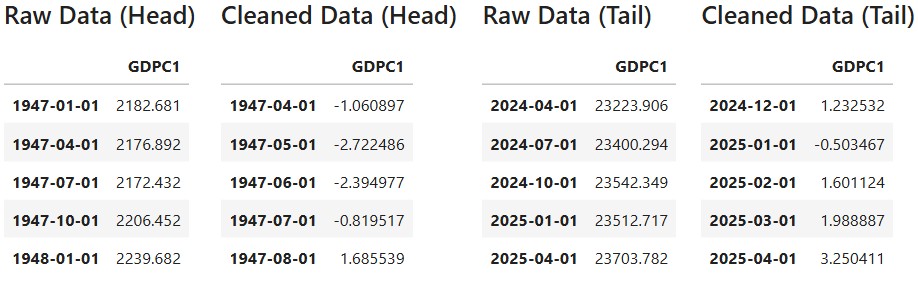 Raw Data (Head) Cleaned Data (Head) Raw Data (Tail) Cleaned Data (Tail)
GDPC1 GDPC1 GDPC1 GDPC1
1947-01-01 2182.681 1947-04-01 -1.060897 2024-04-01 23223.906 2024-12-01 1.232532
1947-04-01 2176.892 1947-05-01 -2.722486 2024-07-01 23400.294 2025-01-01 -0.503467
1947-07-01 2172.432 1947-06-01 -2.394977 2024-10-01 23542.349 2025-02-01 1.601124
1947-10-01 2206.452 1947-07-01 -0.819517 2025-01-01 23512.717 2025-03-01 1.988887
1948-01-01 2239.682 1947-08-01 1.685539 2025-04-01 23703.782 2025-04-01 3.250411